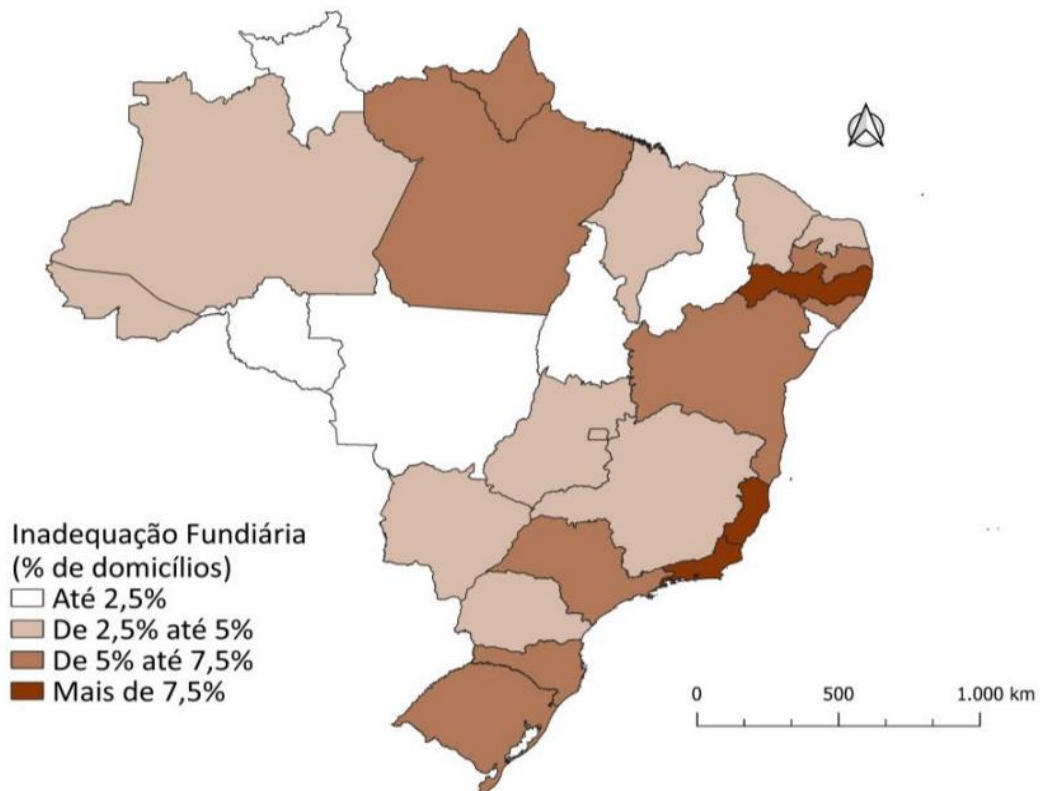 Inadequação Fundiária
(% de domicílios)
Até 2,5%
De 2,5% até 5%
De 5% até 7,5%
Mais de 7,5%
0 500 1.000 km